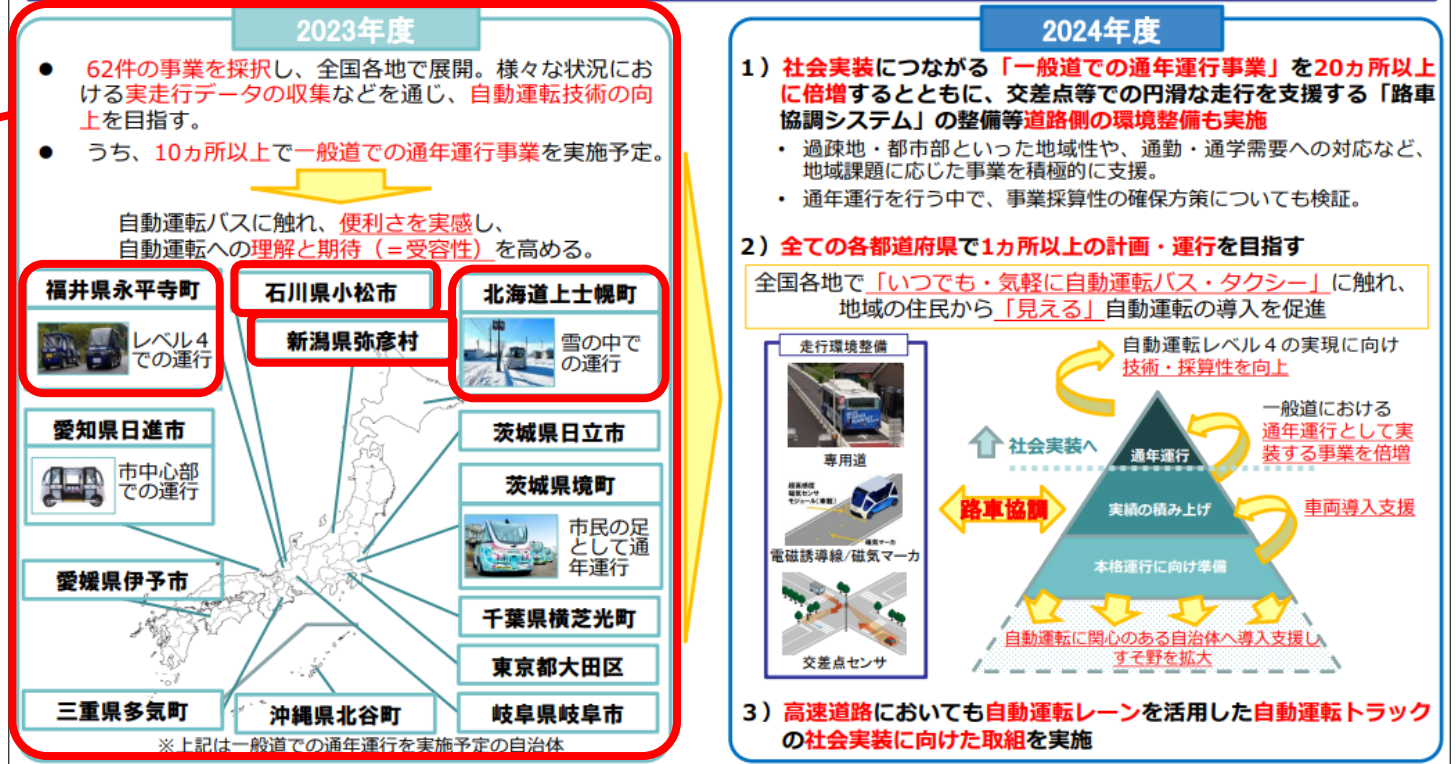 2023年度
● 62件の事業を採択し、全国各地で展開。様々な状況にお
ける実走行データの収集などを通じ、自動運転技術の向
上を目指す。
● うち、10ヵ所以上で一般道での通年運行事業を実施予定。
自動運転バスに触れ、便利さを実感し、
自動運転への理解と期待（＝受容性）を高める。
福井県永平寺町
レベル４
での運行
石川県小松市
新潟県弥彦村
北海道上士幌町
雪の中で
の運行
愛知県日進市
市中心部
での運行
茨城県日立市
茨城県境町
市民の足
として通
年運行
愛媛県伊予市
千葉県横芝光町
東京都大田区
三重県多気町
沖縄県北谷町
岐阜県岐阜市
※上記は一般道での通年運行を実施予定の自治体
2024年度
１）社会実装につながる「一般道での通年運行事業」を20ヵ所以上
に倍増するとともに、交差点等での円滑な走行を支援する「路車
協調システム」の整備等道路側の環境整備も実施
• 過疎地・都市部といった地域性や、通勤・通学需要への対応など、
地域課題に応じた事業を積極的に支援。
• 通年運行を行う中で、事業採算性の確保方策についても検証。
２）全ての各都道府県で1ヵ所以上の計画・運行を目指す
全国各地で「いつでも・気軽に自動運転バス・タクシー」に触れ、
地域の住民から「見える」自動運転の導入を促進
走行環境整備
専用道
超高感度
磁気センサ
モジュール(車載)
磁気マーカ
電磁誘導線/磁気マーカ
交差点センサ
自動運転レベル４の実現に向け
技術・採算性を向上
一般道における
通年運行として実
装する事業を倍増
社会実装へ
通年運行
路車協調
実績の積み上げ
車両導入支援
本格運行に向け準備
自動運転に関心のある自治体へ導入支援し
すそ野を拡大
３）高速道路においても自動運転レーンを活用した自動運転トラック
の社会実装に向けた取組を実施